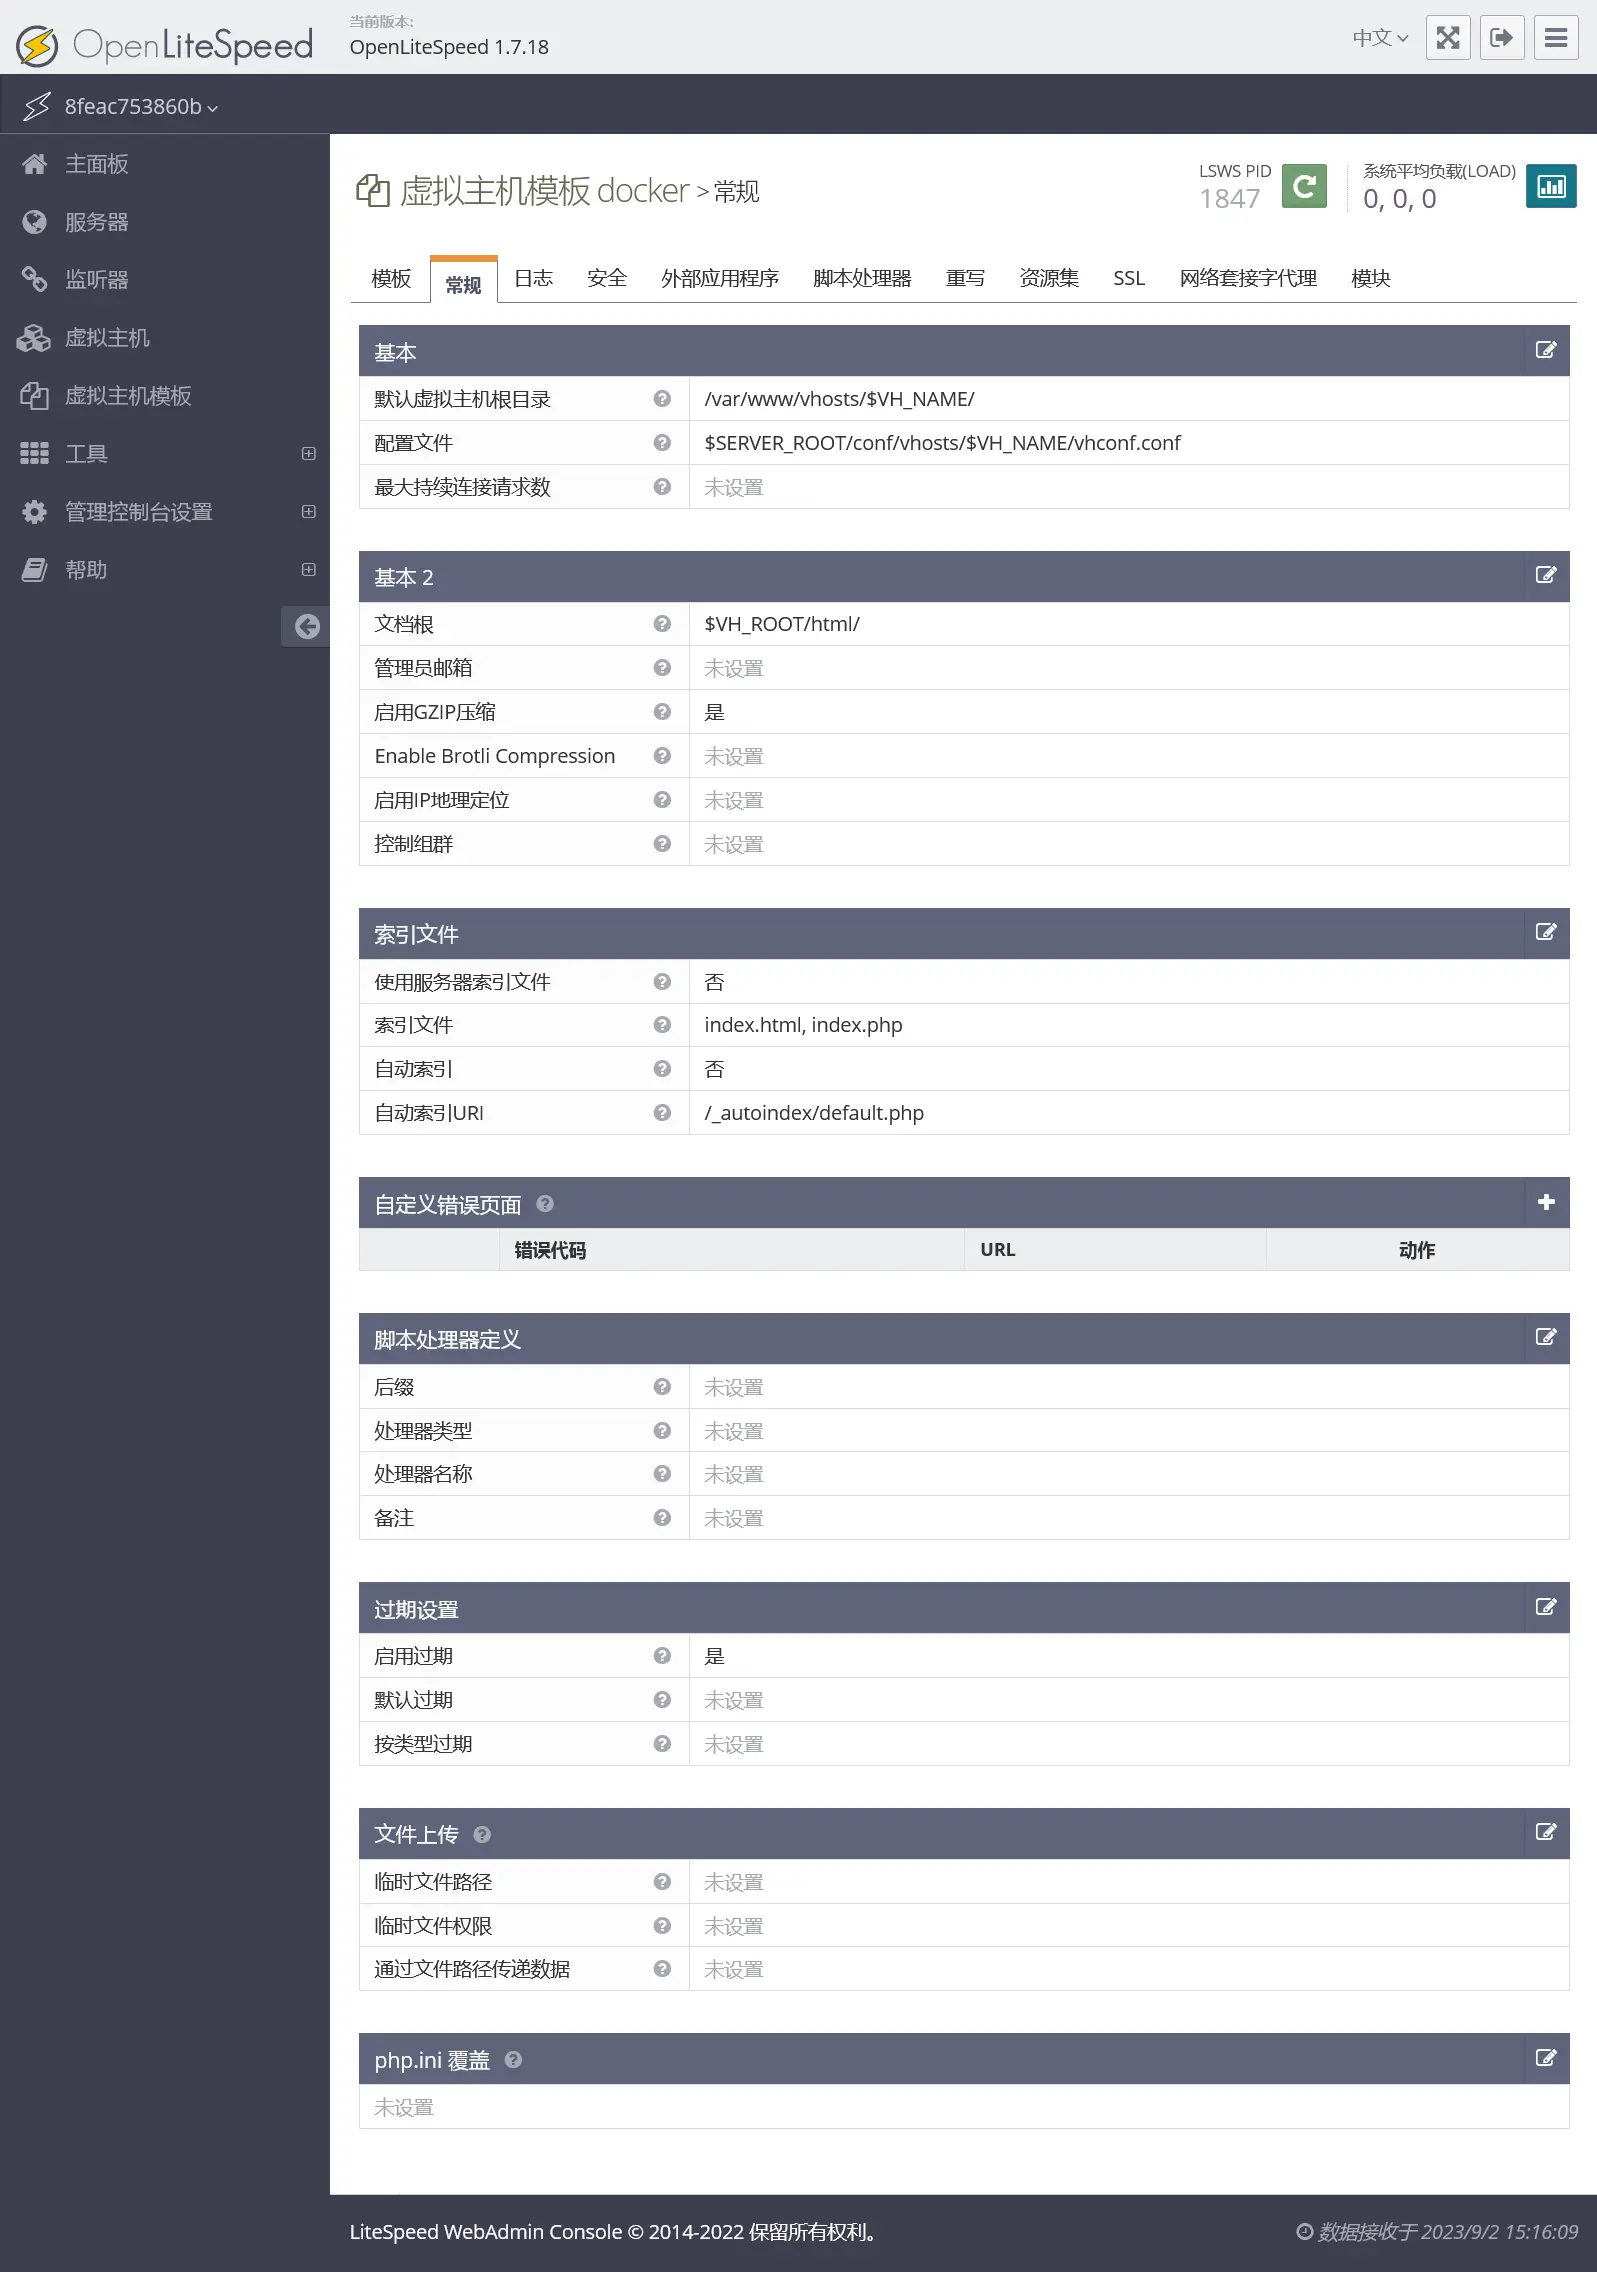 OpenLiteSpeed
当前版本:
OpenLiteSpeed 1.7.18
中文
8feac753860b
主面板
服务器
监听器
虚拟主机
虚拟主机模板
工具
管理控制台设置
帮助
虚拟主机模板 docker > 常规
LSWS PID
1847
系统平均负载(LOAD)
0, 0, 0
模板 常规 日志 安全 外部应用程序 脚本处理器 重写 资源集 SSL 网络套接字代理 模块
基本
默认虚拟主机根目录 /var/www/vhosts/$VH_NAME/
配置文件 $SERVER_ROOT/conf/vhosts/$VH_NAME/vhconf.conf
最大持续连接请求数 未设置
基本 2
文档根 $VH_ROOT/html/
管理员邮箱 未设置
启用GZIP压缩 是
Enable Brotli Compression 未设置
启用IP地理定位 未设置
控制组群 未设置
索引文件
使用服务器索引文件 否
索引文件 index.html, index.php
自动索引 否
自动索引URI /_autoindex/default.php
自定义错误页面
错误代码 URL 动作
脚本处理器定义
后缀 未设置
处理器类型 未设置
处理器名称 未设置
备注 未设置
过期设置
启用过期 是
默认过期 未设置
按类型过期 未设置
文件上传
临时文件路径 未设置
临时文件权限 未设置
通过文件路径传递数据 未设置
php.ini 覆盖
未设置
LiteSpeed WebAdmin Console © 2014-2022 保留所有权利。
数据接收于 2023/9/2 15:16:09